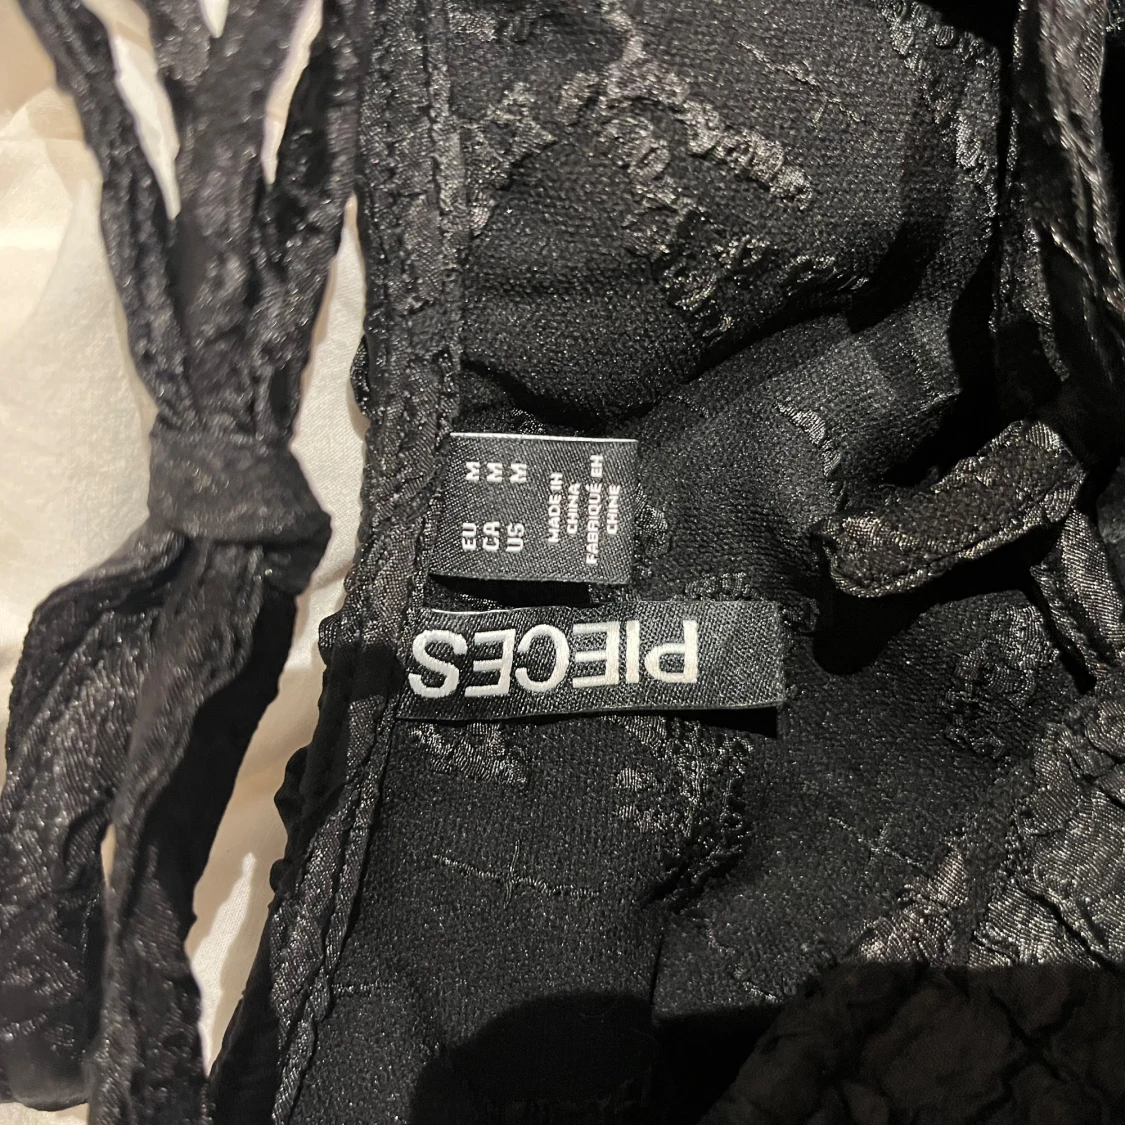 EU M
CA M
US M
MADE IN
CHINA
FABRIQUÉ EN
CHINE
PIECES